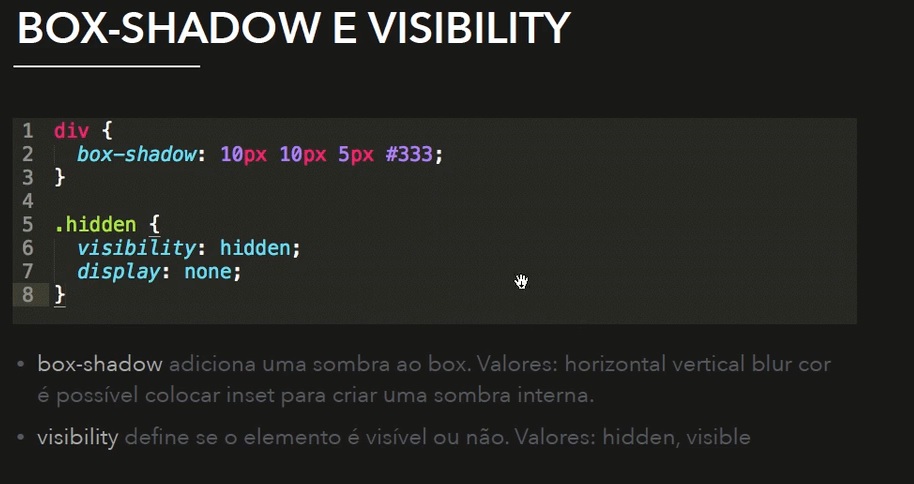 BOX-SHADOW E VISIBILITY
1 div {
2 box-shadow: 10px 10px 5px #333;
3 }
4
5 .hidden {
6 visibility: hidden;
7 display: none;
8 }
• box-shadow adiciona uma sombra ao box. Valores: horizontal vertical blur cor
é possível colocar inset para criar uma sombra interna.
• visibility define se o elemento é visível ou não. Valores: hidden, visible